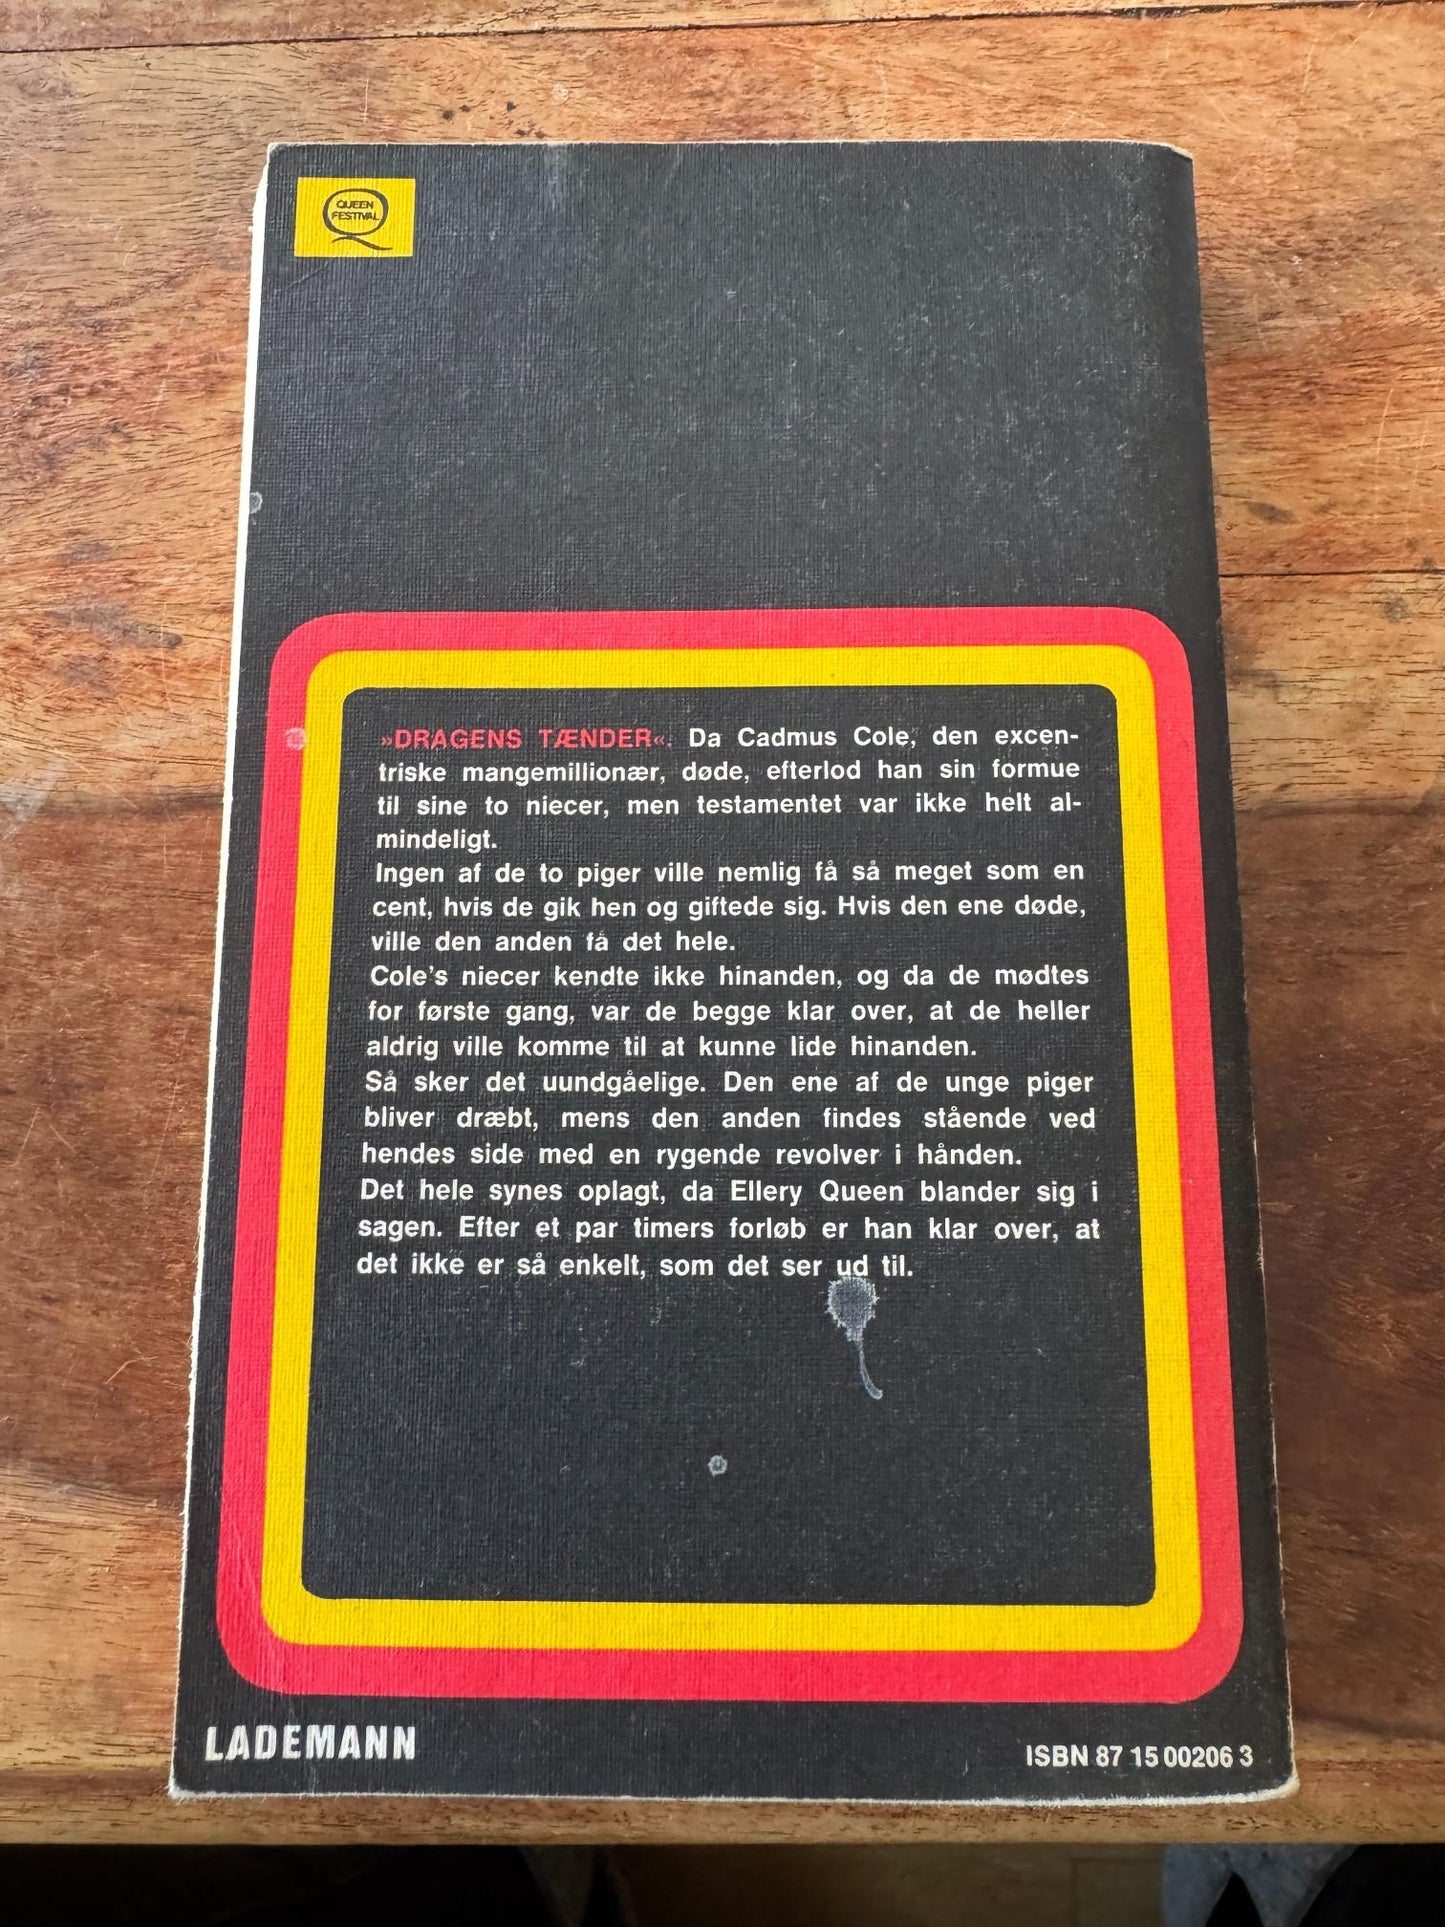 QUEEN
FESTIVAL
»DRAGENS TÆNDER«. Da Cadmus Cole, den excen-
triske mangemillionær, døde, efterlod han sin formue
til sine to niecer, men testamentet var ikke helt al-
mindeligt.
Ingen af de to piger ville nemlig få så meget som en
cent, hvis de gik hen og giftede sig. Hvis den ene døde,
ville den anden få det hele.
Cole's niecer kendte ikke hinanden, og da de mødtes
for første gang, var de begge klar over, at de heller
aldrig ville komme til at kunne lide hinanden.
Så sker det uundgåelige. Den ene af de unge piger
bliver dræbt, mens den anden findes stående ved
hendes side med en rygende revolver i hånden.
Det hele synes oplagt, da Ellery Queen blander sig i
sagen. Efter et par timers forløb er han klar over, at
det ikke er så enkelt, som det ser ud til.
LADEMANN
ISBN 87 15 00206 3